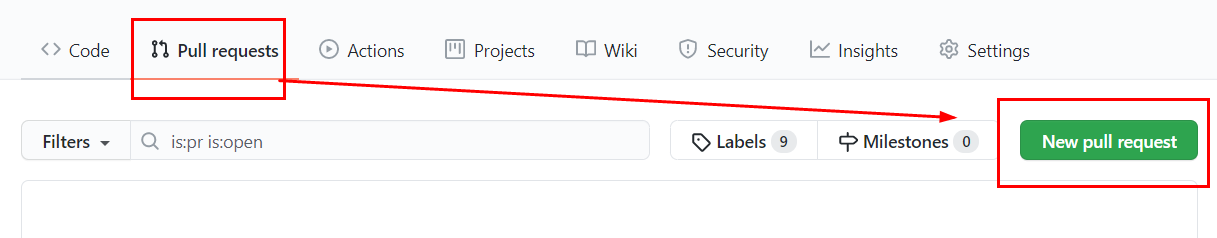 Code Pull requests Actions Projects Wiki Security Insights Settings
Filters is:pr is:open Labels 9 Milestones 0 New pull request